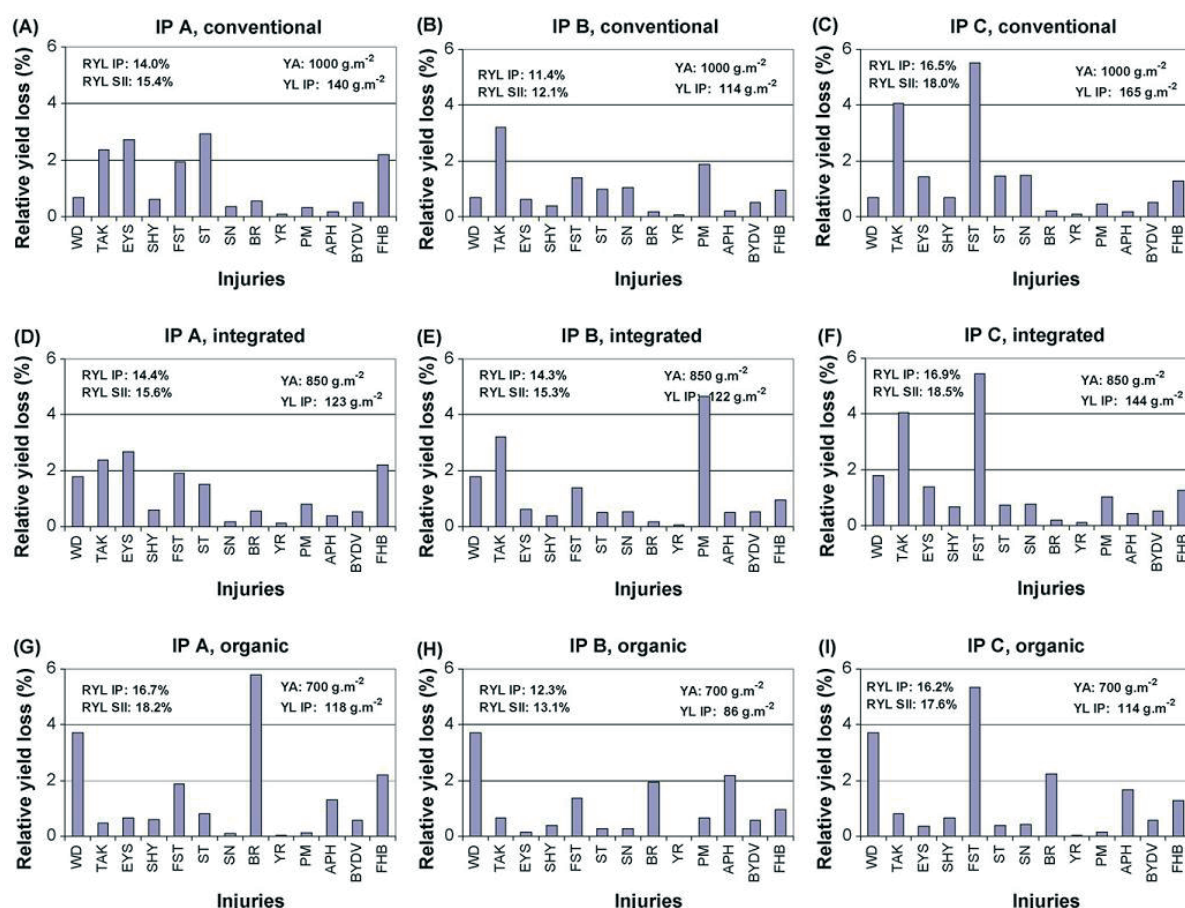 (A)
IP A, conventional
Relative yield loss (%)
6
4
2
0
RYL IP: 14.0%
RYL SII: 15.4%
YA: 1000 g.m-2
YL IP: 140 g.m-2
WD TAK EYS SHY FST ST SN BR YR PM APH BYDV FHB
Injuries
(B)
IP B, conventional
Relative yield loss (%)
6
4
2
0
RYL IP: 11.4%
RYL SII: 12.1%
YA: 1000 g.m-2
YL IP: 114 g.m-2
WD TAK EYS SHY FST ST SN BR YR PM APH BYDV FHB
Injuries
(C)
IP C, conventional
Relative yield loss (%)
6
4
2
0
RYL IP: 16.5%
RYL SII: 18.0%
YA: 1000 g.m-2
YL IP: 165 g.m-2
WD TAK EYS SHY FST ST SN BR YR PM APH BYDV FHB
Injuries
(D)
IP A, integrated
Relative yield loss (%)
6
4
2
0
RYL IP: 14.4%
RYL SII: 15.6%
YA: 850 g.m-2
YL IP: 123 g.m-2
WD TAK EYS SHY FST ST SN BR YR PM APH BYDV FHB
Injuries
(E)
IP B, integrated
Relative yield loss (%)
6
4
2
0
RYL IP: 14.3%
RYL SII: 15.3%
YA: 850 g.m-2
YL IP: 122 g.m-2
WD TAK EYS SHY FST ST SN BR YR PM APH BYDV FHB
Injuries
(F)
IP C, integrated
Relative yield loss (%)
6
4
2
0
RYL IP: 16.9%
RYL SII: 18.5%
YA: 850 g.m-2
YL IP: 144 g.m-2
WD TAK EYS SHY FST ST SN BR YR PM APH BYDV FHB
Injuries
(G)
IP A, organic
Relative yield loss (%)
6
4
2
0
RYL IP: 16.7%
RYL SII: 18.2%
YA: 700 g.m-2
YL IP: 118 g.m-2
WD TAK EYS SHY FST ST SN BR YR PM APH BYDV FHB
Injuries
(H)
IP B, organic
Relative yield loss (%)
6
4
2
0
RYL IP: 12.3%
RYL SII: 13.1%
YA: 700 g.m-2
YL IP: 86 g.m-2
WD TAK EYS SHY FST ST SN BR YR PM APH BYDV FHB
Injuries
(I)
IP C, organic
Relative yield loss (%)
6
4
2
0
RYL IP: 16.2%
RYL SII: 17.6%
YA: 700 g.m-2
YL IP: 114 g.m-2
WD TAK EYS SHY FST ST SN BR YR PM APH BYDV FHB
Injuries